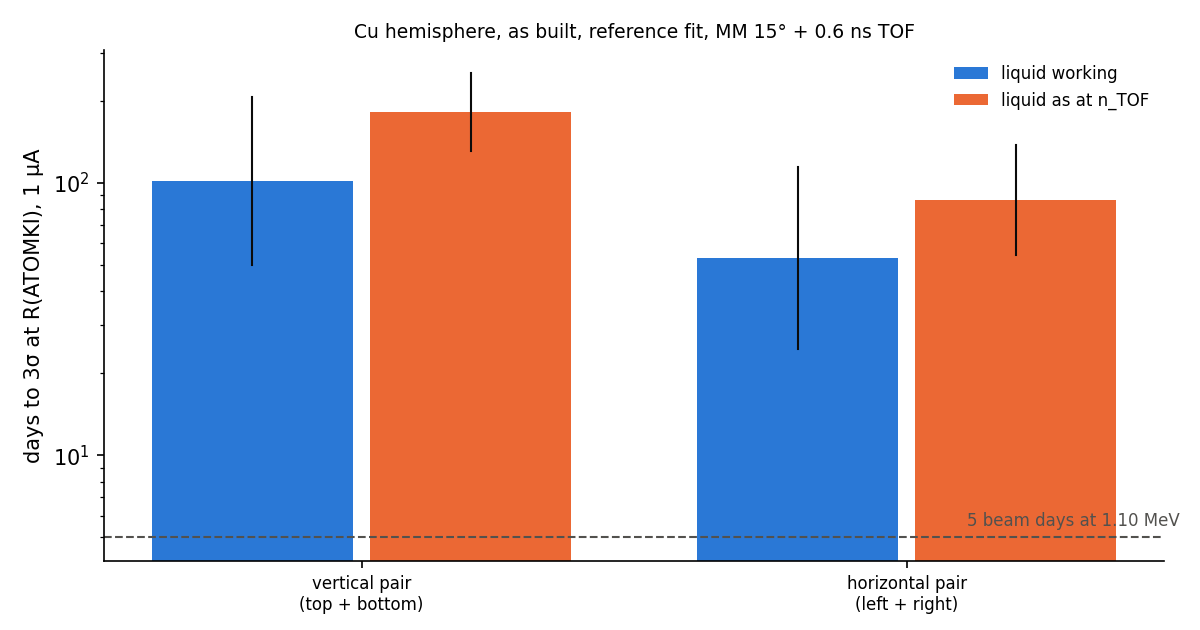 Cu hemisphere, as built, reference fit, MM 15° + 0.6 ns TOF
liquid working
liquid as at n_TOF
days to 3σ at R(ATOMKI), 1 µA
10²
10¹
5 beam days at 1.10 MeV
vertical pair
(top + bottom)
horizontal pair
(left + right)